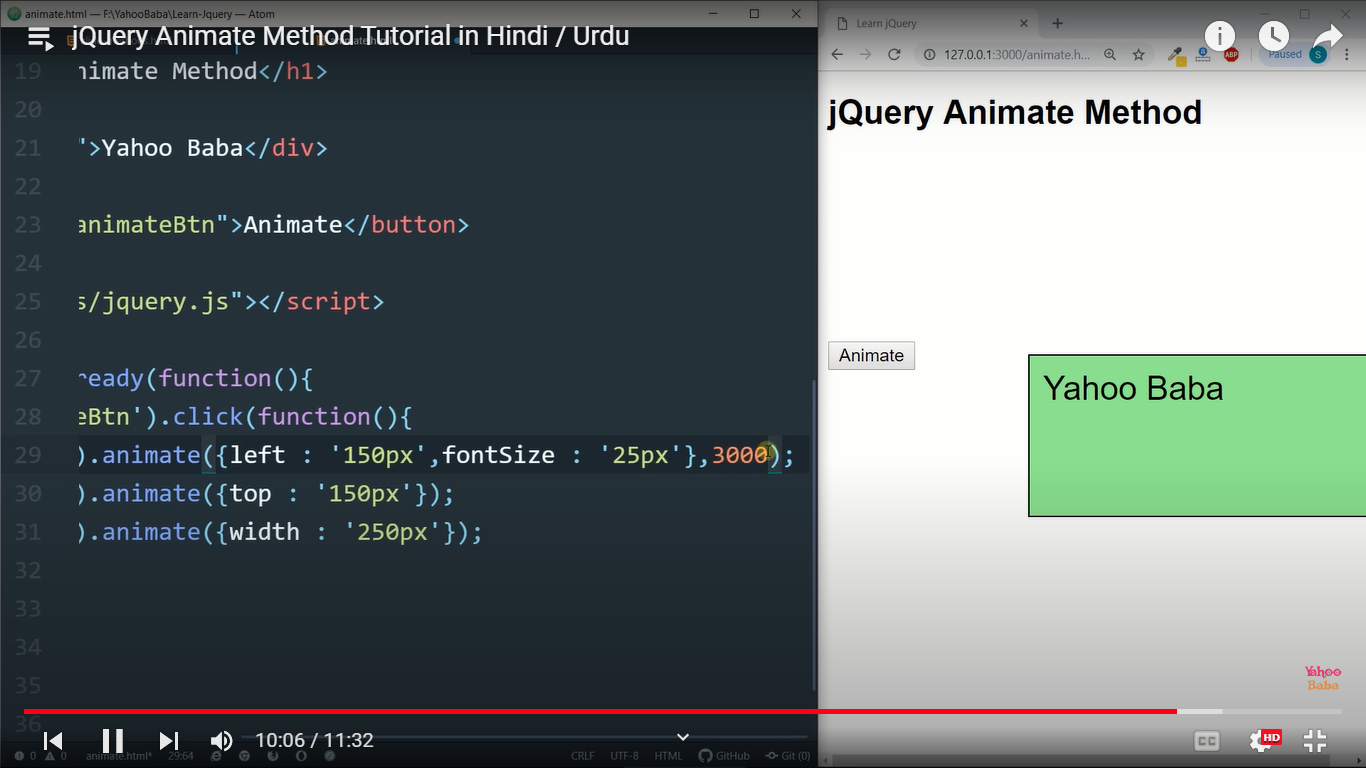 animate.html — F:\YahooBaba\Learn-Jquery — Atom
jQuery Animate Method Tutorial in Hindi / Urdu
19 nimate Method</h1>
20
21 ">Yahoo Baba</div>
22
23 animateBtn">Animate</button>
24
25 s/jquery.js"></script>
26
27 ready(function(){
28 eBtn').click(function(){
29 ).animate({left : '150px',fontSize : '25px'},3000);
30 ).animate({top : '150px'});
31 ).animate({width : '250px'});
32
33
34
35
36
10:06 / 11:32
0 0 animate.html* 29:64 CRLF UTF-8 HTML GitHub Git (0)
Learn jQuery
127.0.0.1:3000/animate.h... ABP Paused S
jQuery Animate Method
Animate
Yahoo Baba
Yahoo
Baba
CC HD